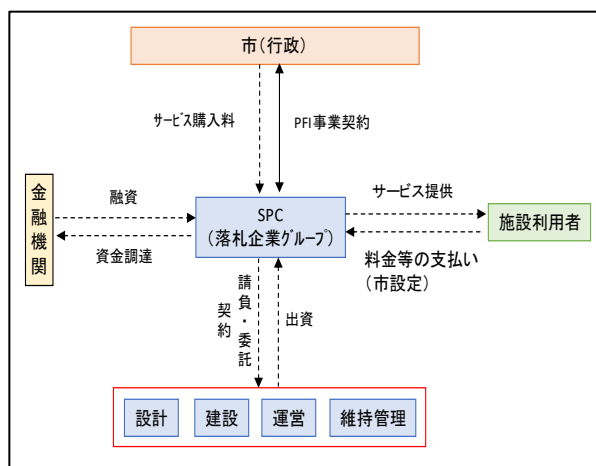 市(行政)
サービス購入料
PFI事業契約
金融機関
融資
資金調達
SPC
(落札企業グループ)
サービス提供
料金等の支払い
(市設定)
施設利用者
請負・委託
契約
出資
設計
建設
運営
維持管理